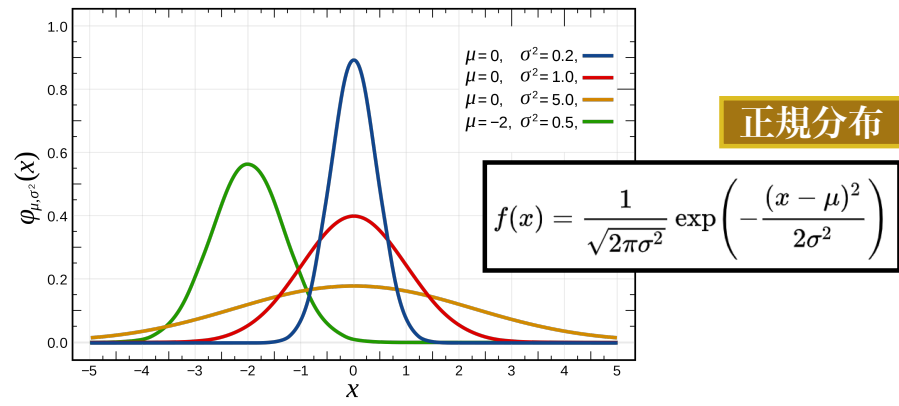 1.0
0.8
0.6
0.4
0.2
0.0
φμ,σ²(x)
−5 −4 −3 −2 −1 0 1 2 3 4 5
x
μ=0, σ²=0.2,
μ=0, σ²=1.0,
μ=0, σ²=5.0,
μ=−2, σ²=0.5,
正規分布
f(x) = 1/√(2πσ²) exp(−(x − μ)²/2σ²)